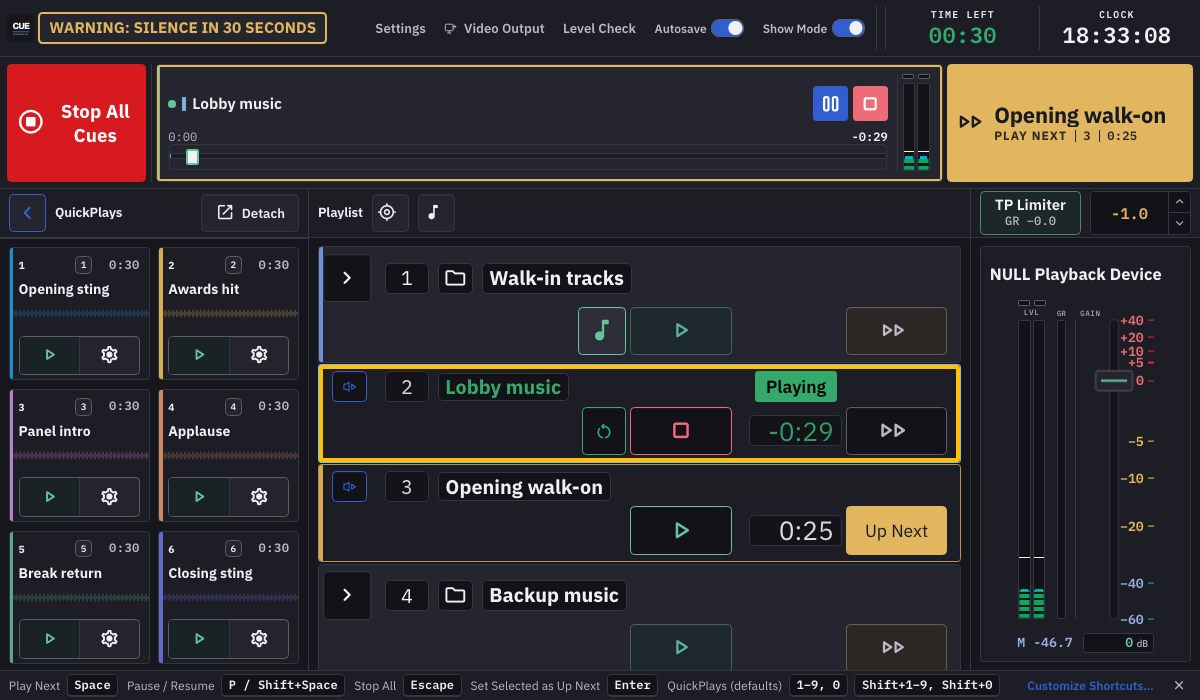 CUE
WARNING: SILENCE IN 30 SECONDS
Settings
Video Output
Level Check
Autosave
Show Mode
TIME LEFT
00:30
CLOCK
18:33:08
Stop All
Cues
Lobby music
0:00
-0:29
Opening walk-on
PLAY NEXT | 3 | 0:25
QuickPlays
Detach
Playlist
TP Limiter
GR -0.0
-1.0
1 1 0:30
Opening sting
2 2 0:30
Awards hit
3 3 0:30
Panel intro
4 4 0:30
Applause
5 5 0:30
Break return
6 6 0:30
Closing sting
1 Walk-in tracks
2 Lobby music
Playing
-0:29
3 Opening walk-on
0:25
Up Next
4 Backup music
NULL Playback Device
LVL GR GAIN
+40
+20
+10
+5
0
-5
-10
-20
-40
-60
M -46.7
0 dB
Play Next Space Pause / Resume P / Shift+Space Stop All Escape Set Selected as Up Next Enter QuickPlays (defaults) 1-9, 0 Shift+1-9, Shift+0 Customize Shortcuts...